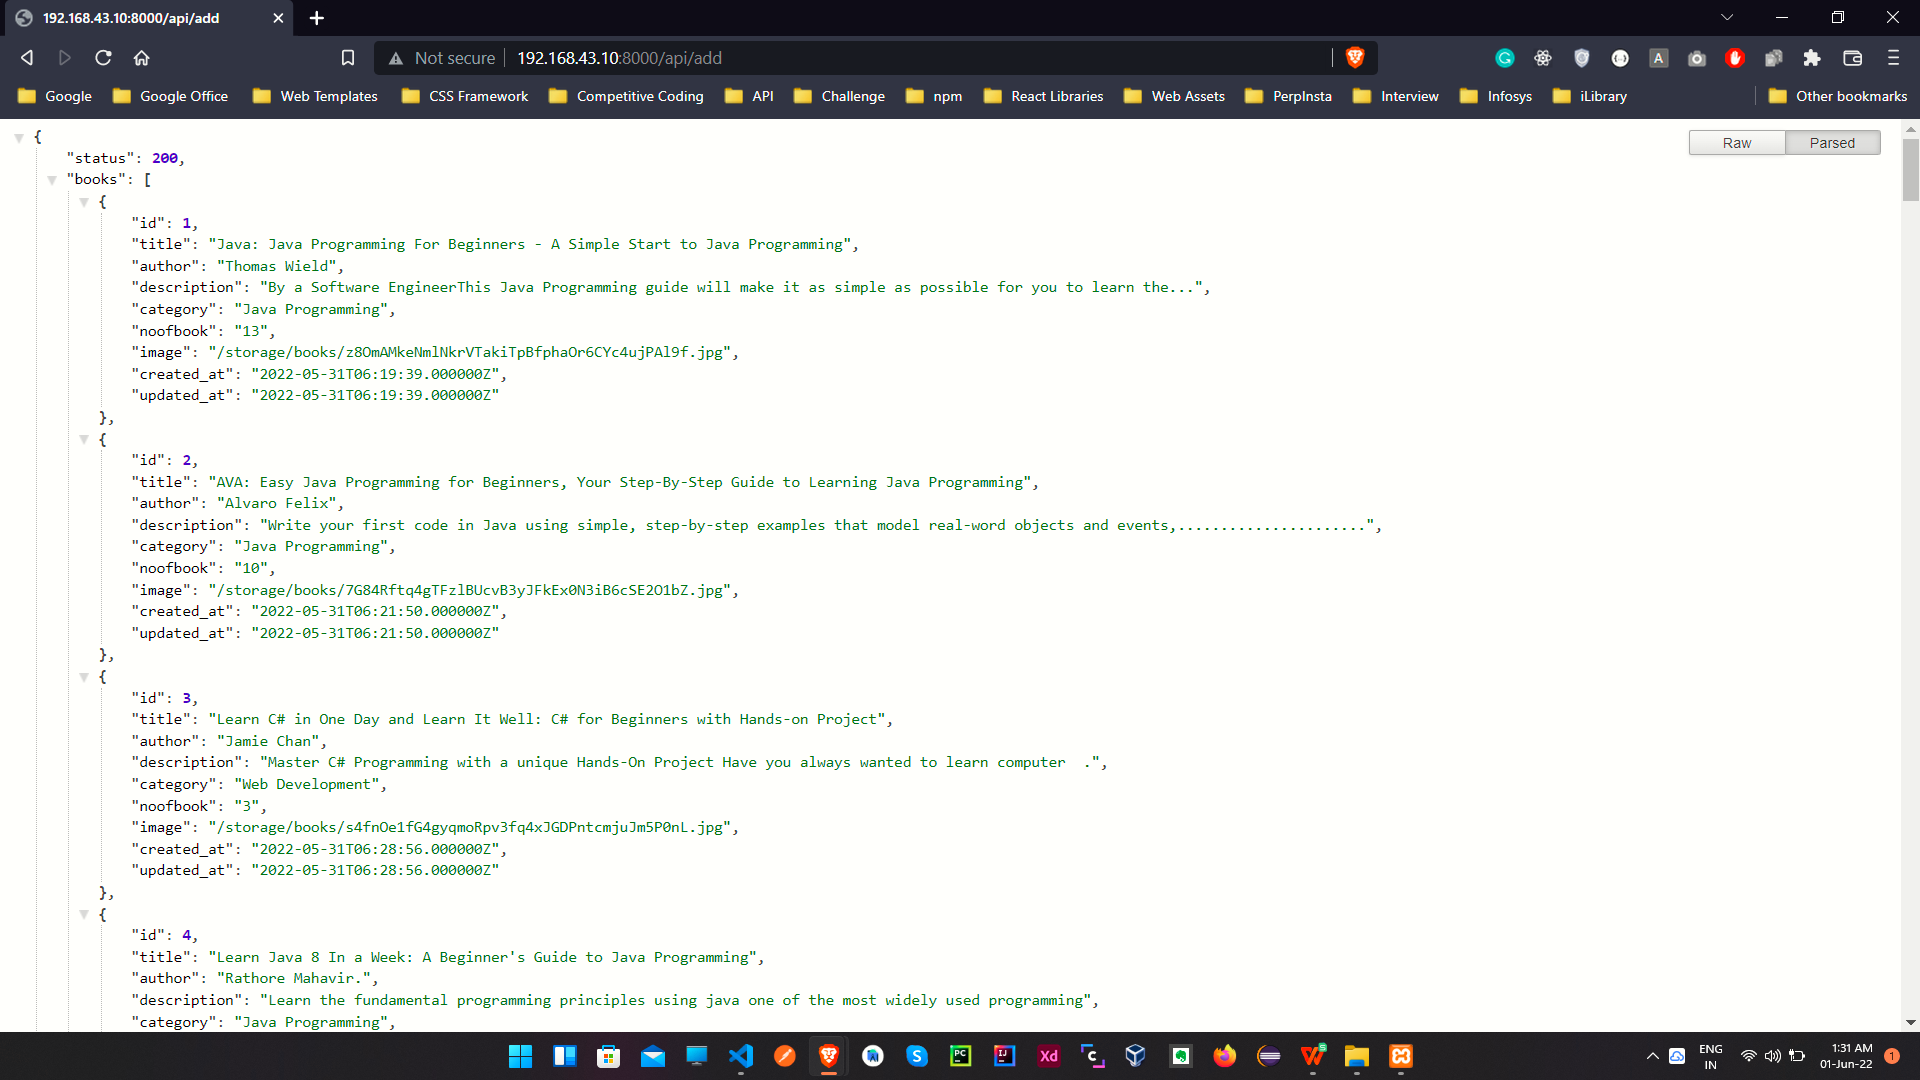 192.168.43.10:8000/api/add
Not secure 192.168.43.10:8000/api/add
Google Google Office Web Templates CSS Framework Competitive Coding API Challenge npm React Libraries Web Assets PerpInsta Interview Infosys iLibrary Other bookmarks
Raw Parsed
{
"status": 200,
"books": [
{
"id": 1,
"title": "Java: Java Programming For Beginners - A Simple Start to Java Programming",
"author": "Thomas Wield",
"description": "By a Software EngineerThis Java Programming guide will make it as simple as possible for you to learn the...",
"category": "Java Programming",
"noofbook": "13",
"image": "/storage/books/z8OmAMkeNmlNkrVTakiTpBfphaOr6CYc4ujPAl9f.jpg",
"created_at": "2022-05-31T06:19:39.000000Z",
"updated_at": "2022-05-31T06:19:39.000000Z"
},
{
"id": 2,
"title": "AVA: Easy Java Programming for Beginners, Your Step-By-Step Guide to Learning Java Programming",
"author": "Alvaro Felix",
"description": "Write your first code in Java using simple, step-by-step examples that model real-word objects and events,......................",
"category": "Java Programming",
"noofbook": "10",
"image": "/storage/books/7G84Rftq4gTFzlBUcvB3yJFkEx0N3iB6cSE2O1bZ.jpg",
"created_at": "2022-05-31T06:21:50.000000Z",
"updated_at": "2022-05-31T06:21:50.000000Z"
},
{
"id": 3,
"title": "Learn C# in One Day and Learn It Well: C# for Beginners with Hands-on Project",
"author": "Jamie Chan",
"description": "Master C# Programming with a unique Hands-On Project Have you always wanted to learn computer  .",
"category": "Web Development",
"noofbook": "3",
"image": "/storage/books/s4fnOe1fG4gyqmoRpv3fq4xJGDPntcmjuJm5P0nL.jpg",
"created_at": "2022-05-31T06:28:56.000000Z",
"updated_at": "2022-05-31T06:28:56.000000Z"
},
{
"id": 4,
"title": "Learn Java 8 In a Week: A Beginner's Guide to Java Programming",
"author": "Rathore Mahavir.",
"description": "Learn the fundamental programming principles using java one of the most widely used programming",
"category": "Java Programming",
ENG
IN
1:31 AM
01-Jun-22
1